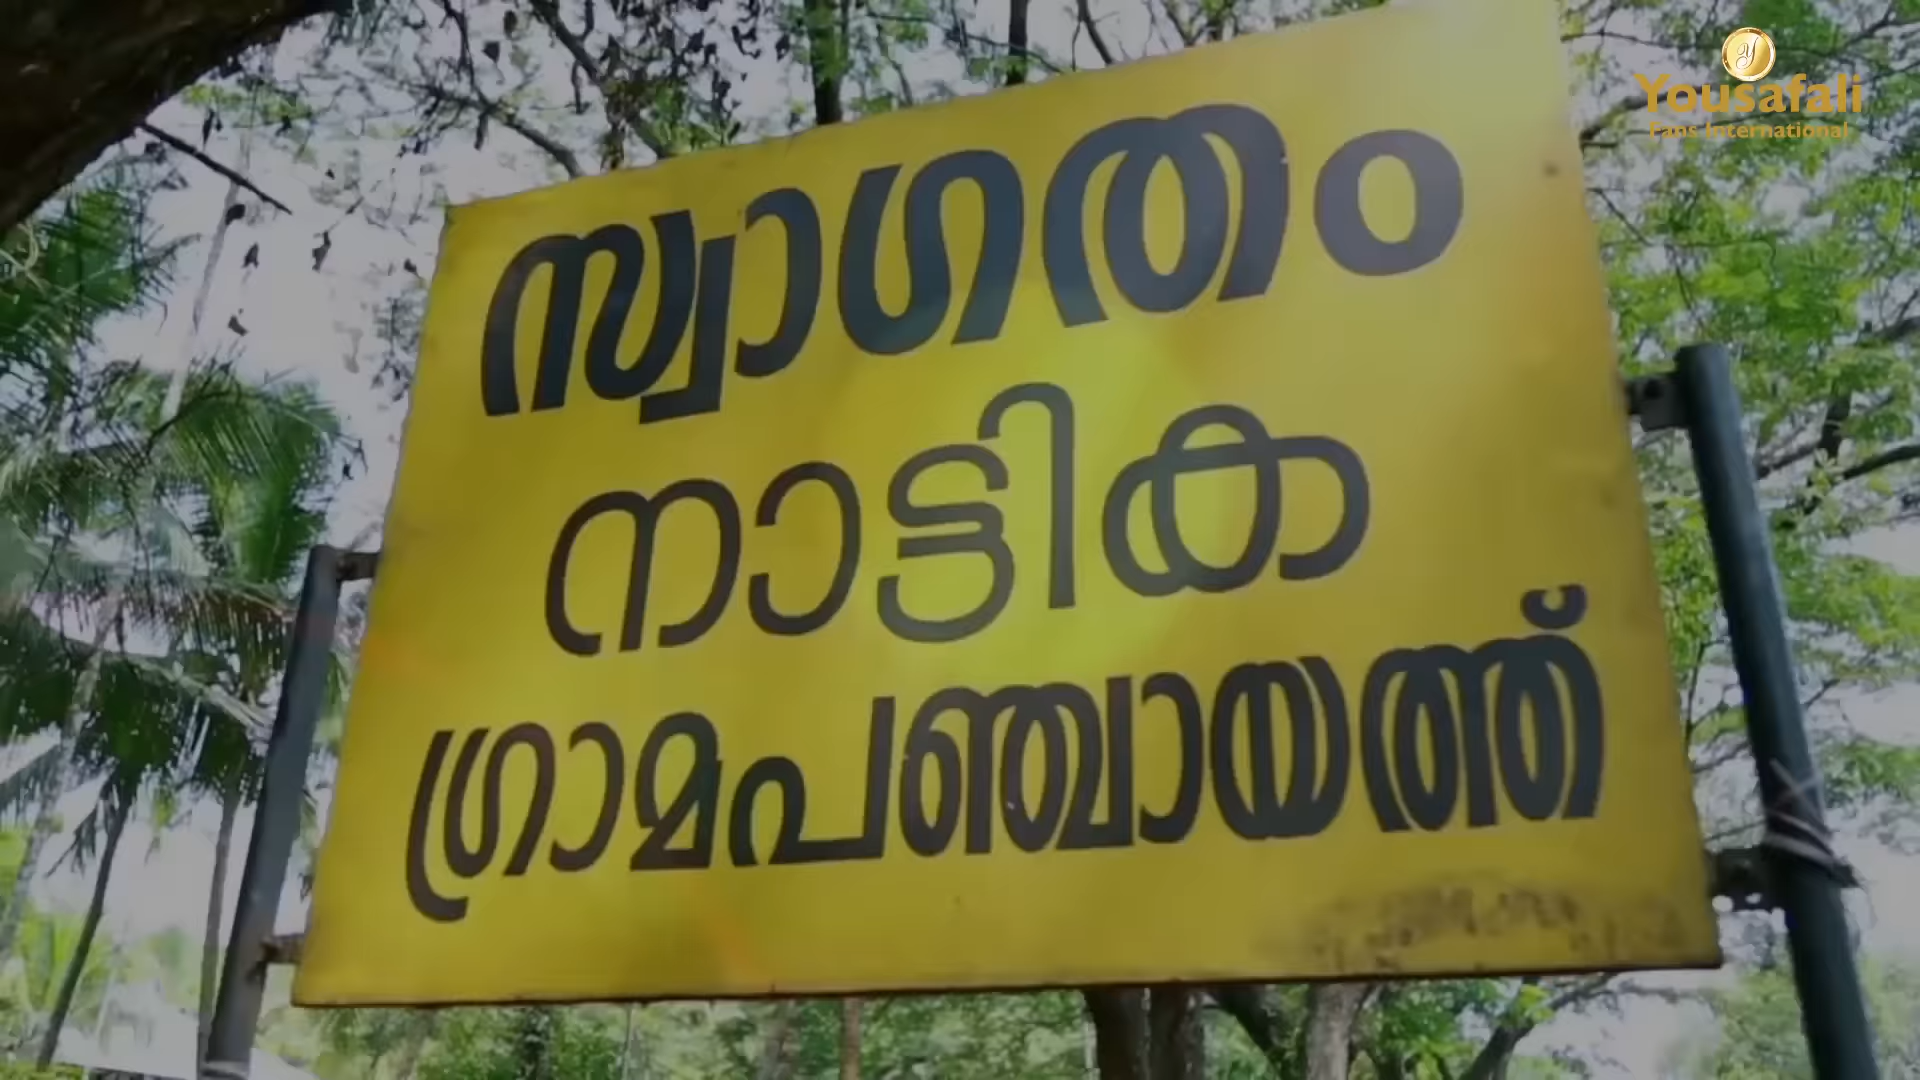 Yousafali
Fans International
സ്വാഗതം
നാട്ടിക
ഗ്രാമപഞ്ചായത്ത്